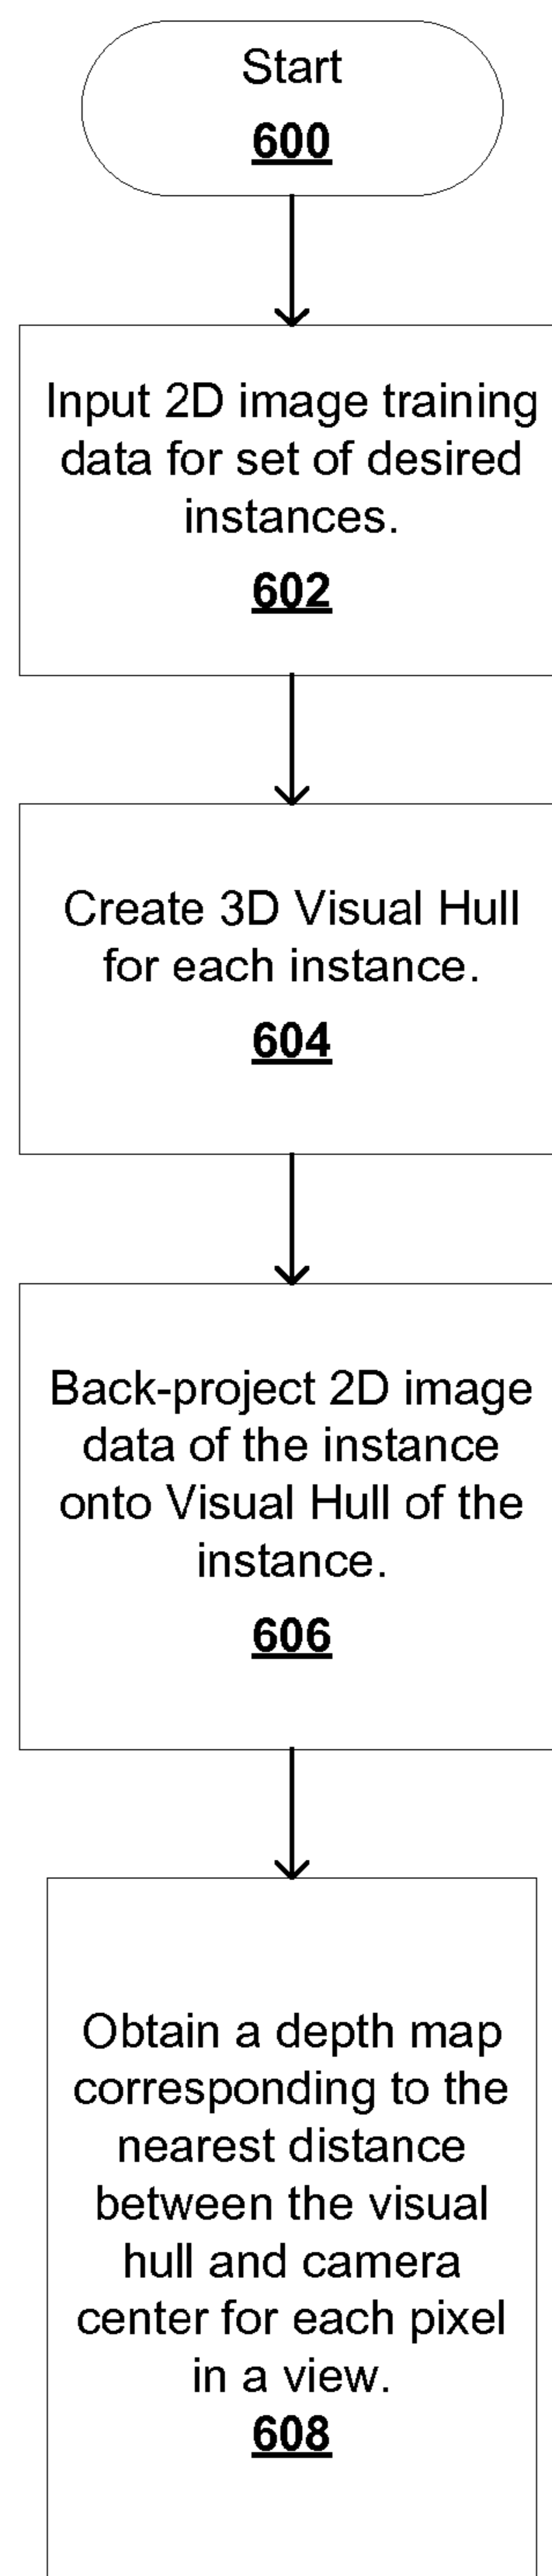 Start
600
Input 2D image training
data for set of desired
instances.
602
Create 3D Visual Hull
for each instance.
604
Back-project 2D image
data of the instance
onto Visual Hull of the
instance.
606
Obtain a depth map
corresponding to the
nearest distance
between the visual
hull and camera
center for each pixel
in a view.
608